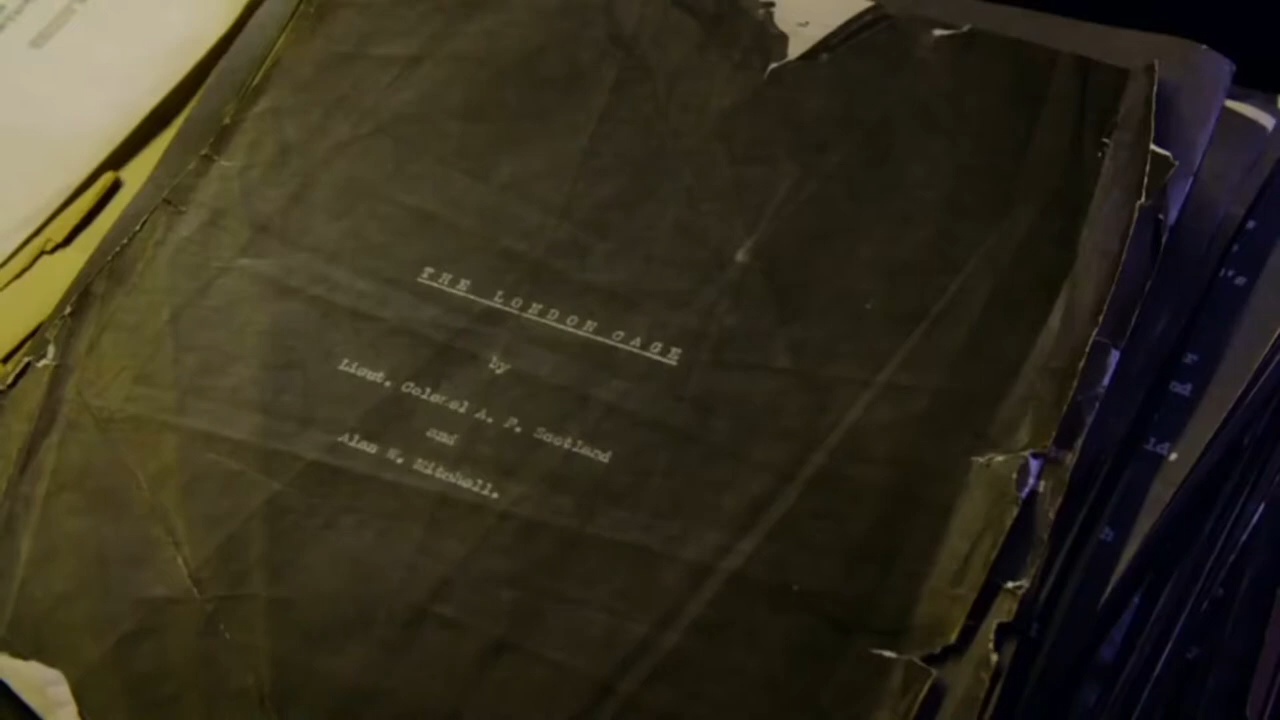 THE LONDON CAGE
by
Lieut. Colonel A. P. Scotland
and
Alan W. Mitchell.